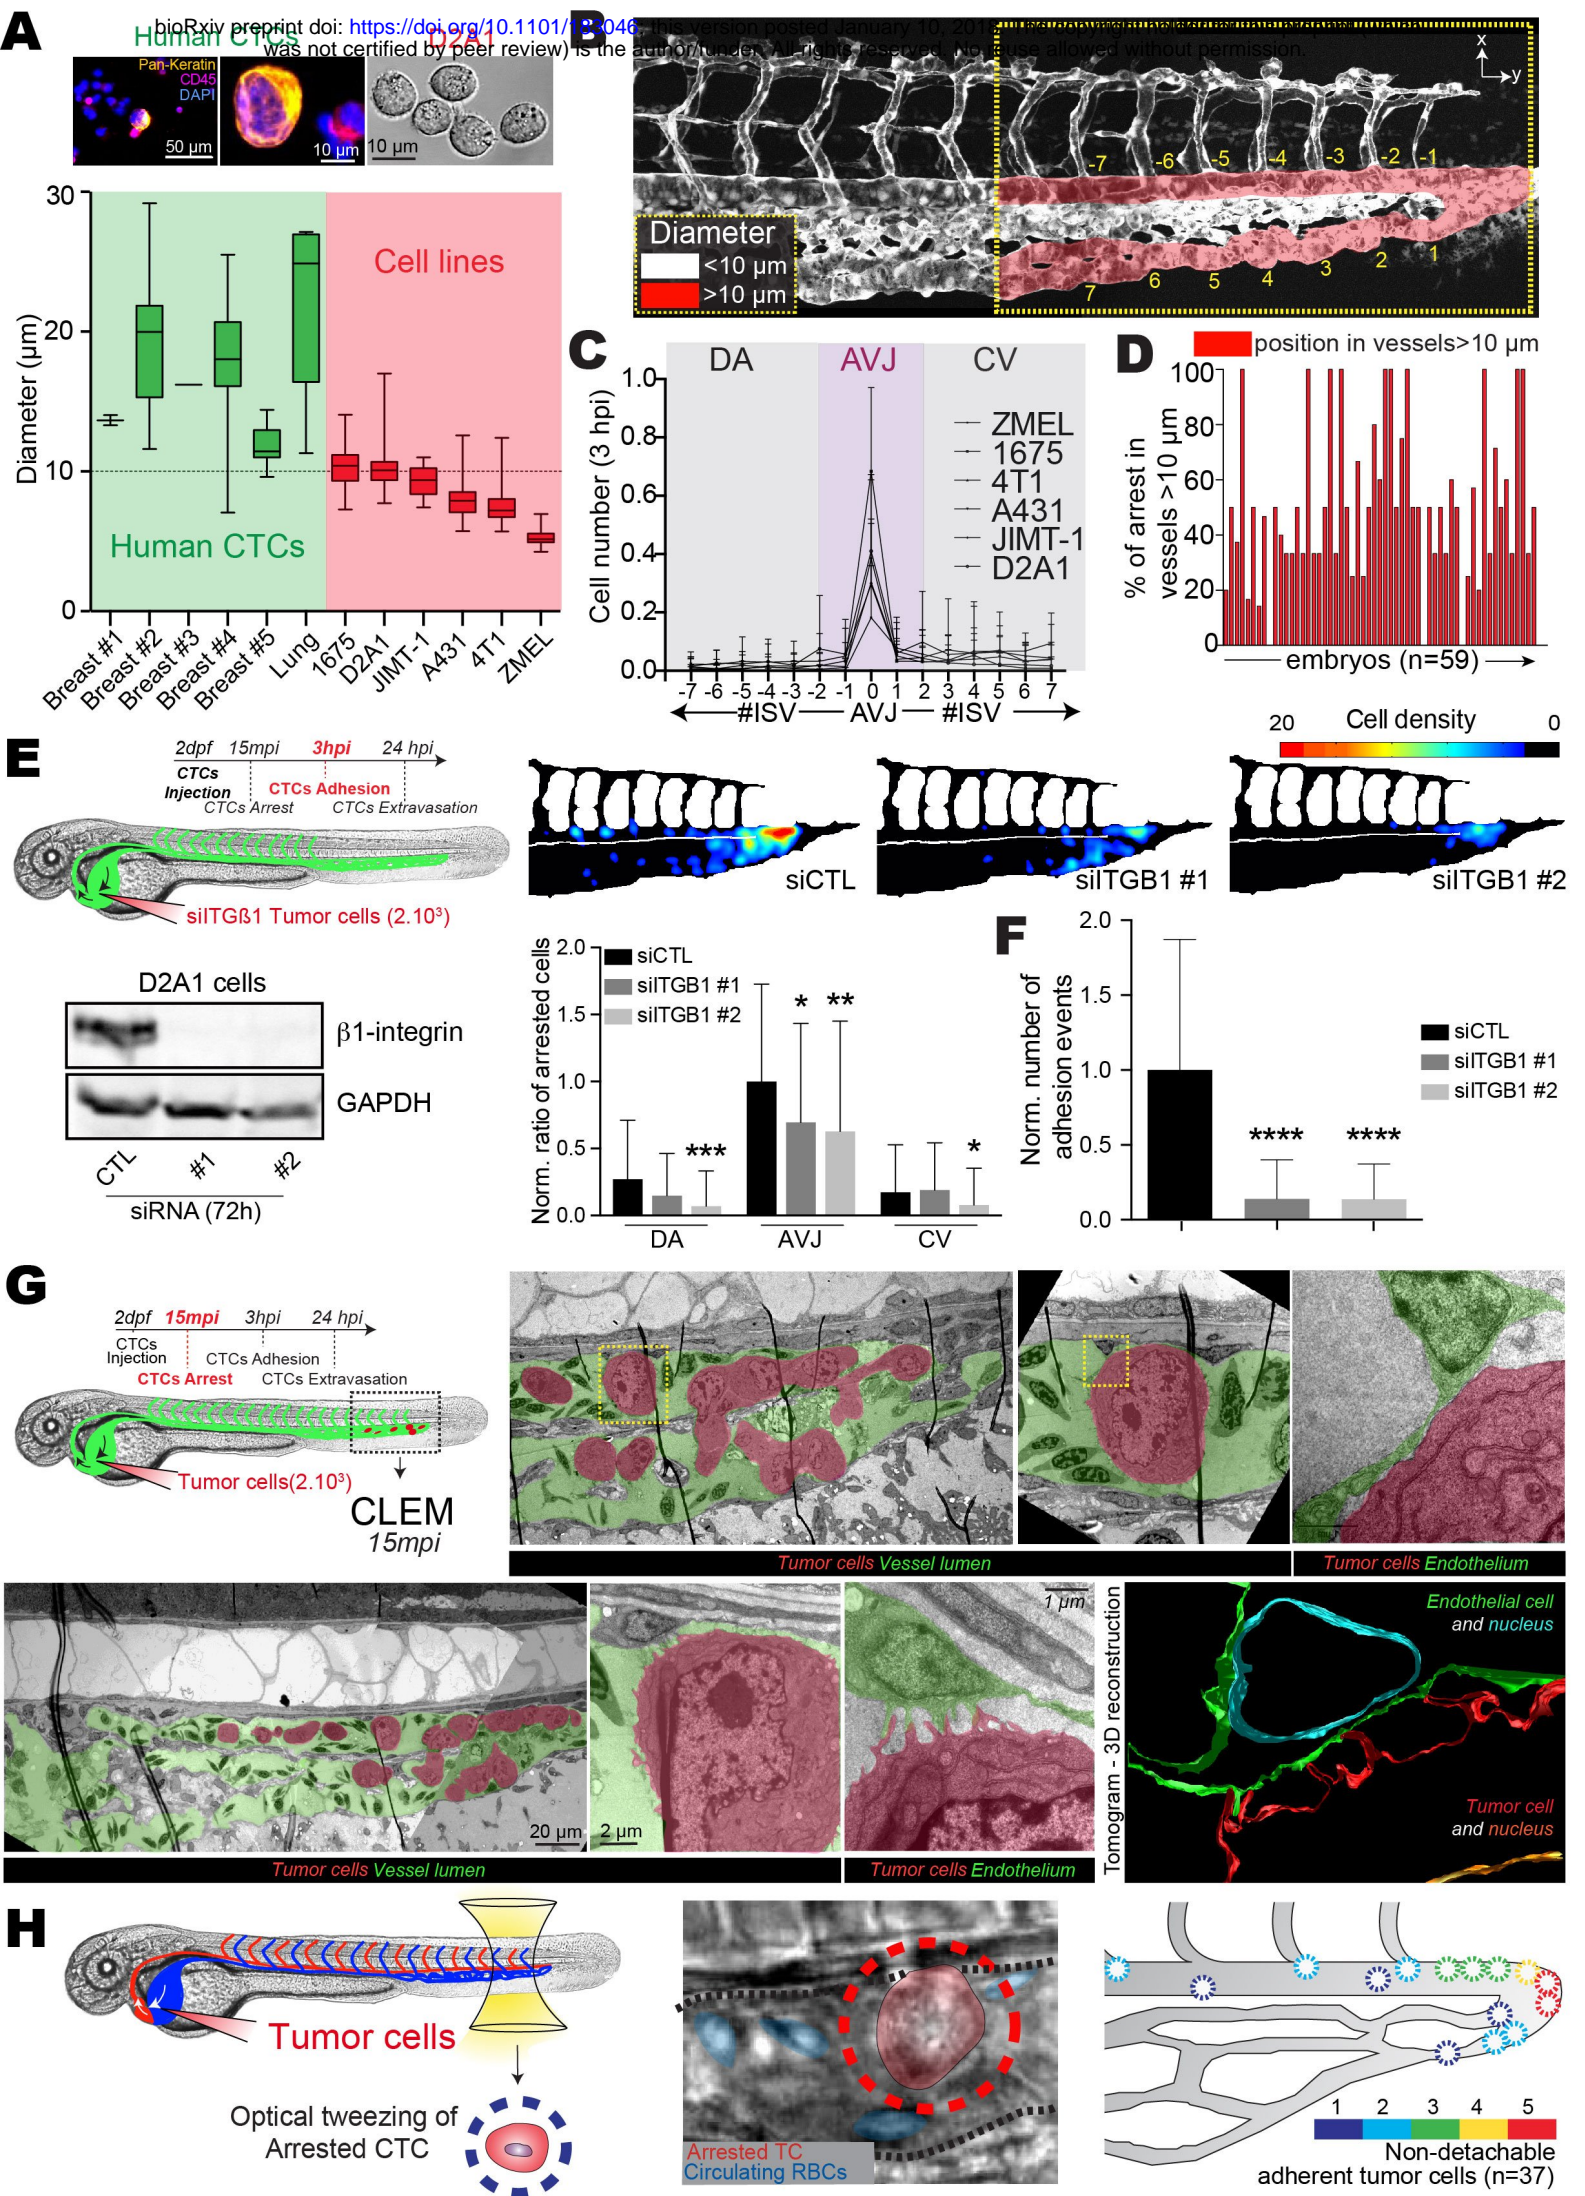 bioRxiv preprint doi: https://doi.org/10.1101/183046; this version posted January 10, 2018. The copyright holder for this preprint (which
was not certified by peer review) is the author/funder. All rights reserved. No reuse allowed without permission.
A
Human CTCs
D2A1
Pan-Keratin
CD45
DAPI
50 µm
10 µm
10 µm
Diameter (µm)
30
20
10
0
Cell lines
Human CTCs
Breast #1
Breast #2
Breast #3
Breast #4
Breast #5
Lung
1675
D2A1
JIMT-1
A431
4T1
ZMEL
B
x
y
-7
-6
-5
-4
-3
-2
-1
7
6
5
4
3
2
1
Diameter
<10 µm
>10 µm
C
DA
AVJ
CV
Cell number (3 hpi)
1.0
0.8
0.6
0.4
0.2
0.0
ZMEL
1675
4T1
A431
JIMT-1
D2A1
-7 -6 -5 -4 -3 -2 -1 0 1 2 3 4 5 6 7
#ISV AVJ #ISV
D
position in vessels>10 µm
% of arrest in
vessels >10 µm
100
80
60
40
20
0
embryos (n=59)
E
2dpf 15mpi 3hpi 24 hpi
CTCs
Injection
CTCs Adhesion
CTCs Arrest
CTCs Extravasation
siITGß1 Tumor cells (2.10³)
20 Cell density 0
siCTL
siITGB1 #1
siITGB1 #2
D2A1 cells
β1-integrin
GAPDH
CTL
#1
#2
siRNA (72h)
Norm. ratio of arrested cells
2.0
1.5
1.0
0.5
0.0
siCTL
siITGB1 #1
siITGB1 #2
***
*
**
*
DA
AVJ
CV
F
Norm. number of
adhesion events
2.0
1.5
1.0
0.5
0.0
siCTL
siITGB1 #1
siITGB1 #2
****
****
G
2dpf 15mpi 3hpi 24 hpi
CTCs
Injection
CTCs Adhesion
CTCs Arrest
CTCs Extravasation
Tumor cells(2.10³)
CLEM
15mpi
Tumor cells Vessel lumen
Tumor cells Endothelium
20 µm
2 µm
1 µm
Tumor cells Vessel lumen
Tumor cells Endothelium
Tomogram - 3D reconstruction
Endothelial cell
and nucleus
Tumor cell
and nucleus
H
Tumor cells
Optical tweezing of
Arrested CTC
Arrested TC
Circulating RBCs
1 2 3 4 5
Non-detachable
adherent tumor cells (n=37)